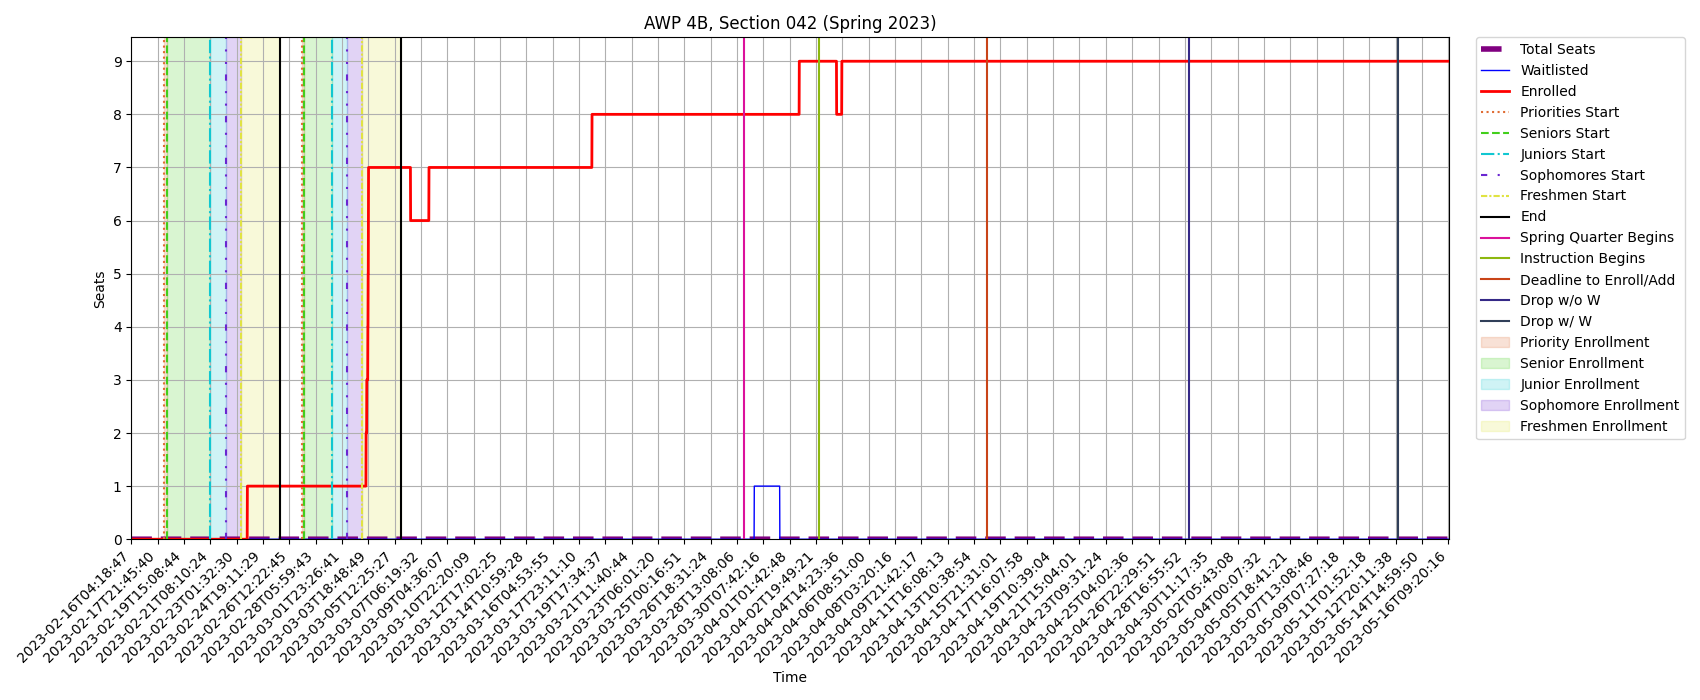 AWP 4B, Section 042 (Spring 2023)
Seats
9
8
7
6
5
4
3
2
1
0
2023-02-16T04:18:47
2023-02-17T21:45:40
2023-02-19T15:08:44
2023-02-21T08:10:24
2023-02-23T01:32:30
2023-02-24T19:11:29
2023-02-26T12:22:45
2023-02-28T05:59:43
2023-03-01T23:26:41
2023-03-03T18:48:49
2023-03-05T12:25:27
2023-03-07T06:19:32
2023-03-09T04:36:07
2023-03-10T22:20:09
2023-03-12T17:02:25
2023-03-14T10:59:28
2023-03-16T04:53:55
2023-03-17T23:11:10
2023-03-19T17:34:37
2023-03-21T11:40:44
2023-03-23T06:01:20
2023-03-25T00:16:51
2023-03-26T18:31:24
2023-03-28T13:08:06
2023-03-30T07:42:16
2023-04-01T01:42:48
2023-04-02T19:49:21
2023-04-04T14:23:36
2023-04-06T08:51:00
2023-04-08T03:20:16
2023-04-09T21:42:17
2023-04-11T16:08:13
2023-04-13T10:38:54
2023-04-15T21:31:01
2023-04-17T16:07:58
2023-04-19T10:39:04
2023-04-21T15:04:01
2023-04-23T09:31:24
2023-04-25T04:02:36
2023-04-26T22:29:51
2023-04-28T16:55:52
2023-04-30T11:17:35
2023-05-02T05:43:08
2023-05-04T00:07:32
2023-05-05T18:41:21
2023-05-07T13:08:46
2023-05-09T07:27:18
2023-05-11T01:52:18
2023-05-12T20:11:38
2023-05-14T14:59:50
2023-05-16T09:20:16
Time
Total Seats
Waitlisted
Enrolled
Priorities Start
Seniors Start
Juniors Start
Sophomores Start
Freshmen Start
End
Spring Quarter Begins
Instruction Begins
Deadline to Enroll/Add
Drop w/o W
Drop w/ W
Priority Enrollment
Senior Enrollment
Junior Enrollment
Sophomore Enrollment
Freshmen Enrollment